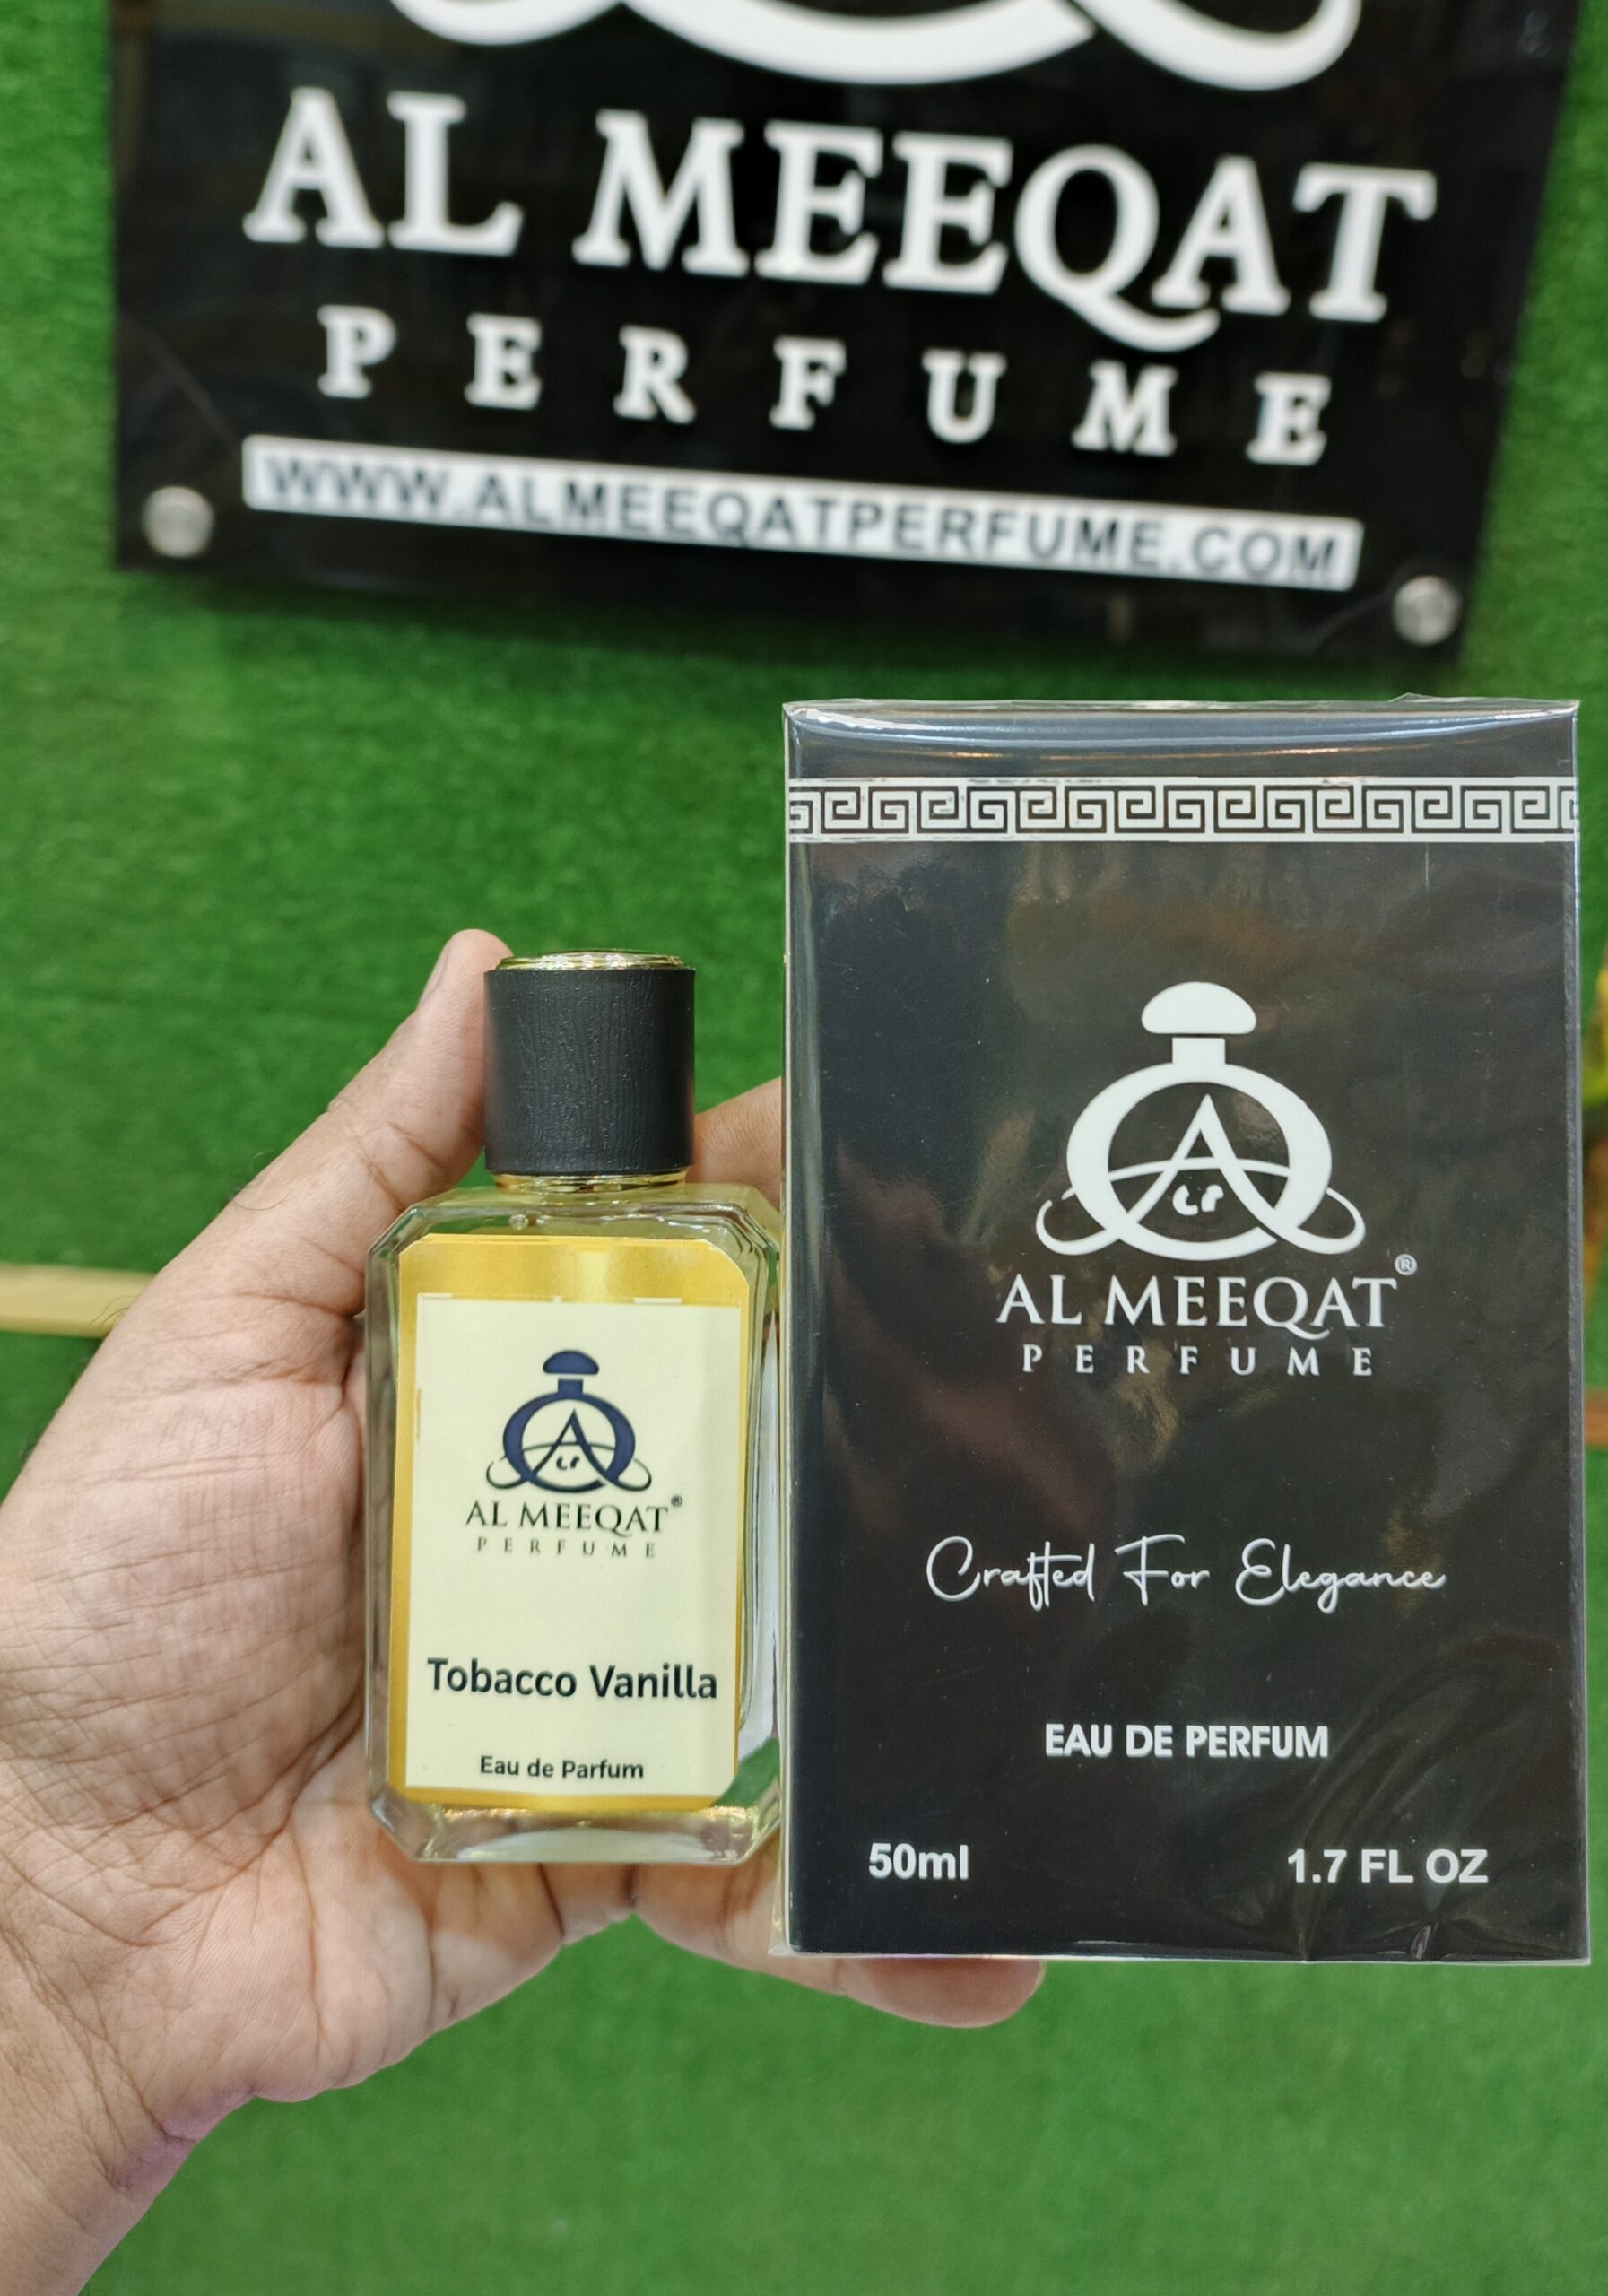 AL MEEQAT
PERFUME
WWW.ALMEEQATPERFUME.COM
AL MEEQAT®
PERFUME
Crafted For Elegance
EAU DE PERFUM
50ml 1.7 FL OZ
AL MEEQAT®
PERFUME
Tobacco Vanilla
Eau de Parfum